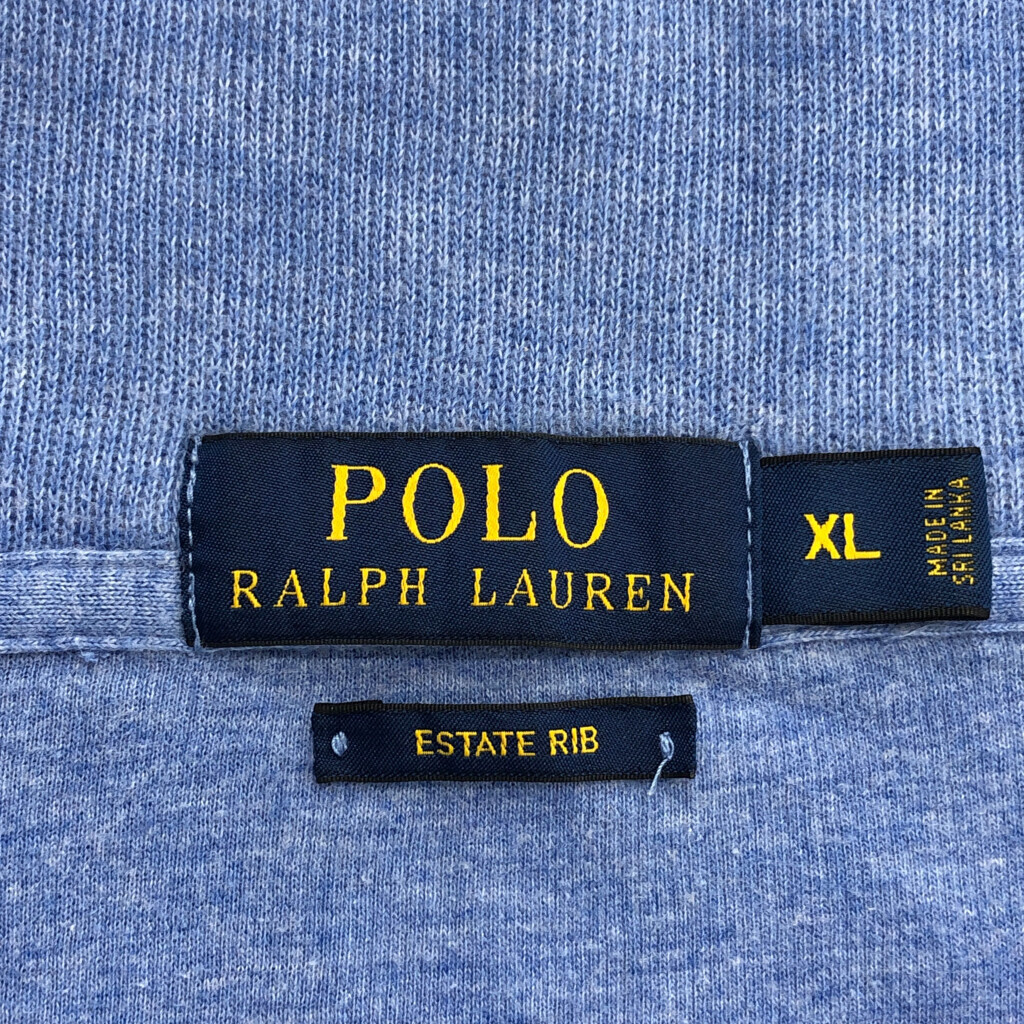 POLO
RALPH LAUREN
XL
MADE IN
SRI LANKA
ESTATE RIB